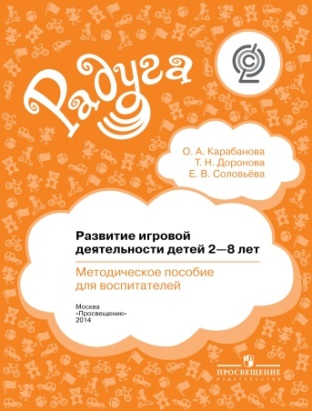 Радуга
О. А. Карабанова
Т. Н. Доронова
Е. В. Соловьёва
Развитие игровой
деятельности детей 2—8 лет
Методическое пособие
для воспитателей
Москва
«Просвещение»
2014
ПРОСВЕЩЕНИЕ
ИЗДАТЕЛЬСТВО